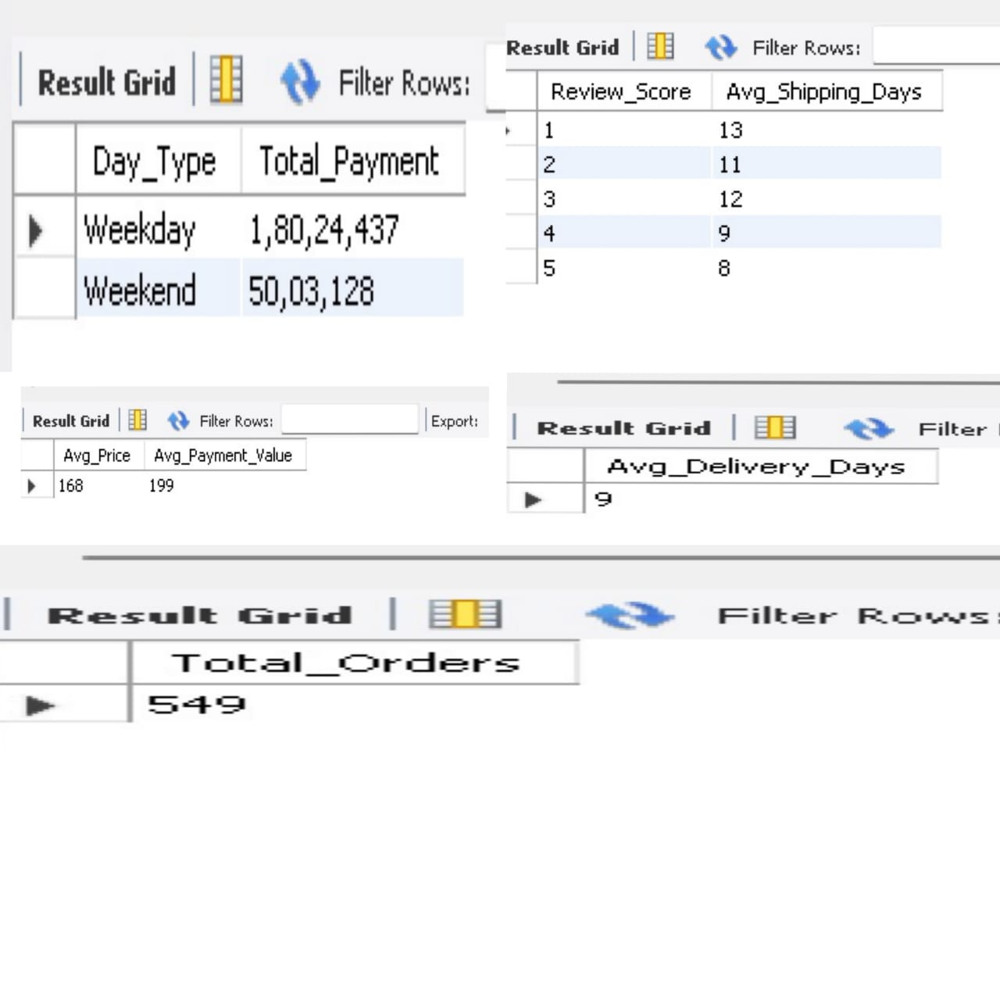 Result Grid Filter Rows:
Day_Type Total_Payment
Weekday 1,80,24,437
Weekend 50,03,128
Result Grid Filter Rows:
Review_Score Avg_Shipping_Days
1 13
2 11
3 12
4 9
5 8
Result Grid Filter Rows: Export:
Avg_Price Avg_Payment_Value
168 199
Result Grid Filter
Avg_Delivery_Days
9
Result Grid Filter Rows:
Total_Orders
549